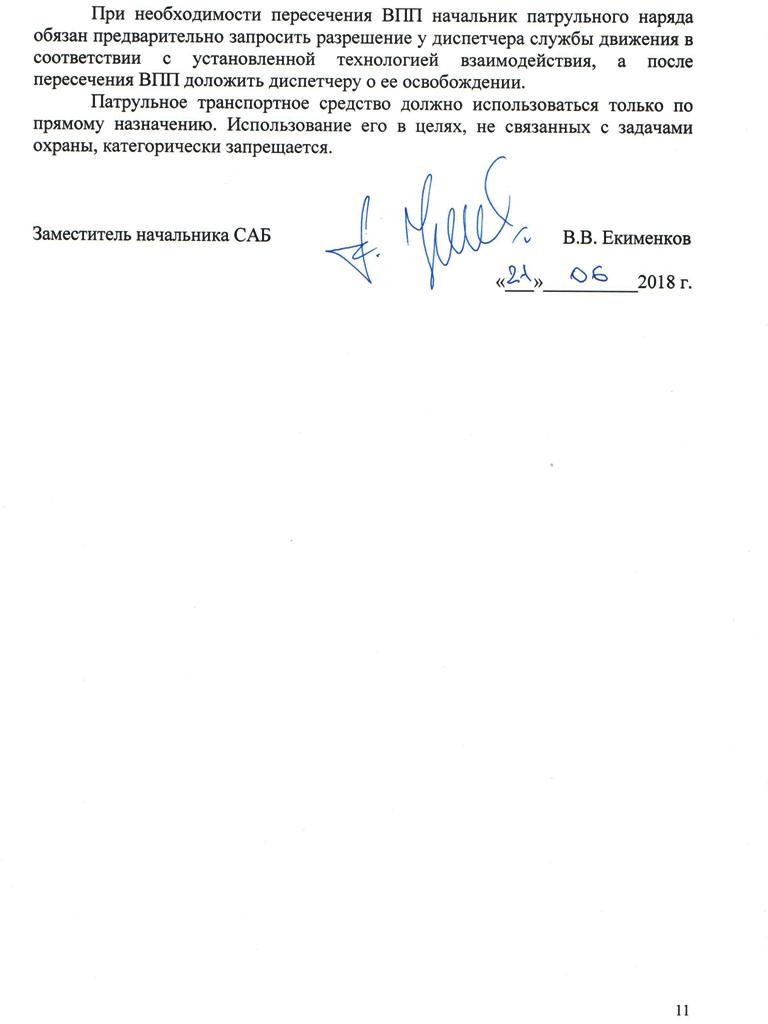 При необходимости пересечения ВПП начальник патрульного наряда
обязан предварительно запросить разрешение у диспетчера службы движения в
соответствии с установленной технологией взаимодействия, а после
пересечения ВПП доложить диспетчеру о ее освобождении.
Патрульное транспортное средство должно использоваться только по
прямому назначению. Использование его в целях, не связанных с задачами
охраны, категорически запрещается.
Заместитель начальника САБ В.В. Екименков
«21» 06 2018 г.
11